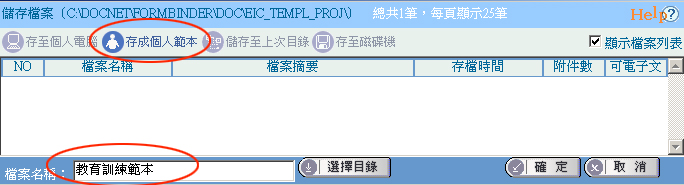 儲存檔案（C:\DOCNET\FORMBINDER\DOC\EIC_TEMPL_PROJ\） 總共1筆，每頁顯示25筆 Help?
存至個人電腦 存成個人範本 儲存至上次目錄 存至磁碟機 顯示檔案列表
NO 檔案名稱 檔案摘要 存檔時間 附件數 可電子文
檔案名稱： 教育訓練範本 選擇目錄 確定 取消